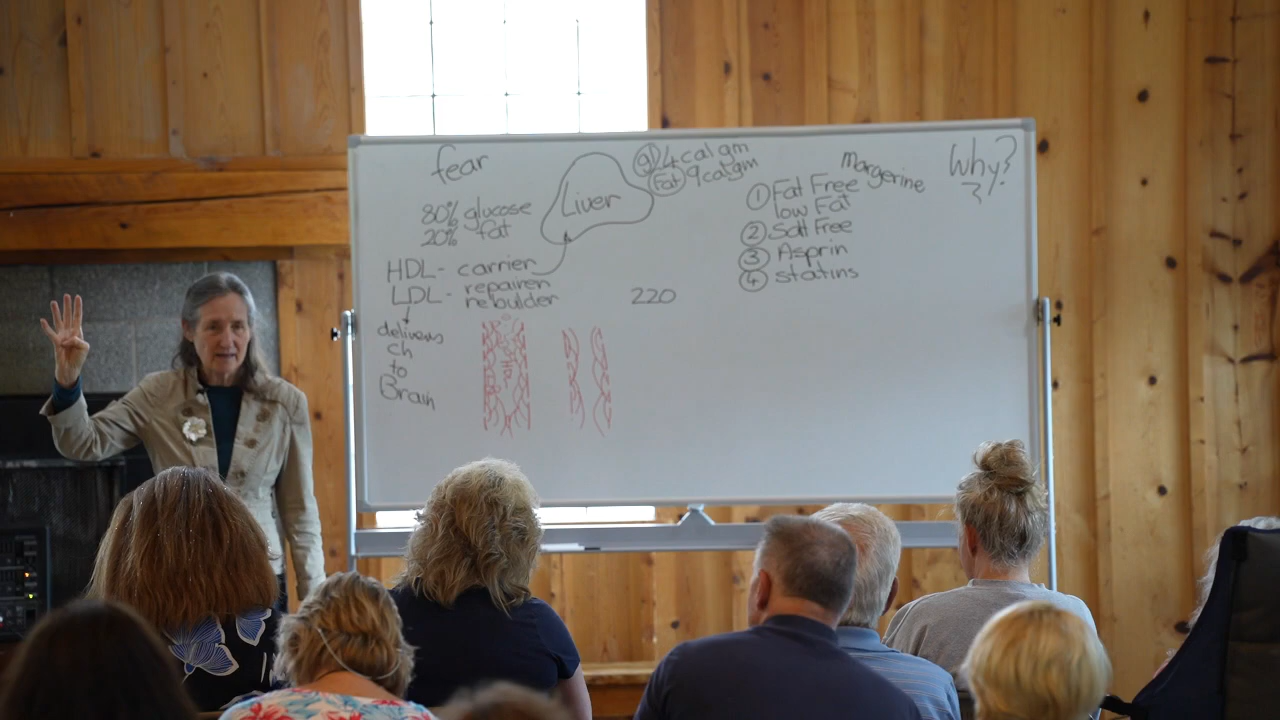 fear
80% glucose
20% fat
Liver
gl 4 cal gm
Fat 9 cal gm
HDL - carrier
LDL - repairer
rebuilder
delivers
ch
to
Brain
220
Margerine
Why?
① Fat Free
low Fat
② Salt Free
③ Asprin
④ statins